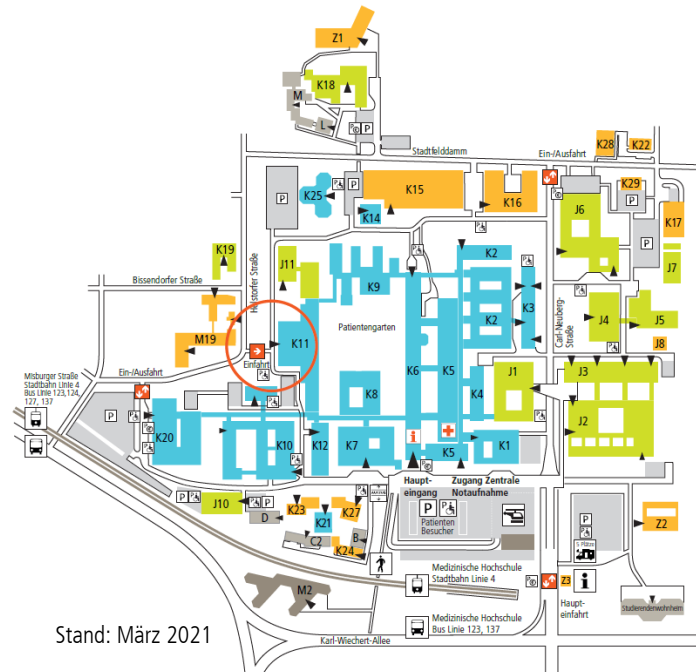 Z1
K18
M
L
P
Stadtfelddamm
Ein-/Ausfahrt
K28
K22
K29
P
K25
P
K15
K14
K16
J6
K17
K19
J11
K9
K2
K3
J7
Bissendorfer Straße
Helstorfer Straße
Patientengarten
K6
K5
K2
Carl-Neuberg-
Straße
J4
J5
J8
M19
K11
Einfahrt
Misburger Straße
Stadtbahn Linie 4
Bus Linie 123,124,
127, 137
Ein-/Ausfahrt
P
K8
K4
J1
J3
J2
K20
K10
K12
K7
i
K5
K1
P
J10
D
K23
K21
K27
C2
B
K24
Haupt-
eingang
Zugang Zentrale
Notaufnahme
P
Patienten
Besucher
P
5 Plätze
Z2
M2
Medizinische Hochschule
Stadtbahn Linie 4
Z3
i
Haupt-
einfahrt
Studierendenwohnheim
Medizinische Hochschule
Bus Linie 123, 137
Stand: März 2021
Karl-Wiechert-Allee